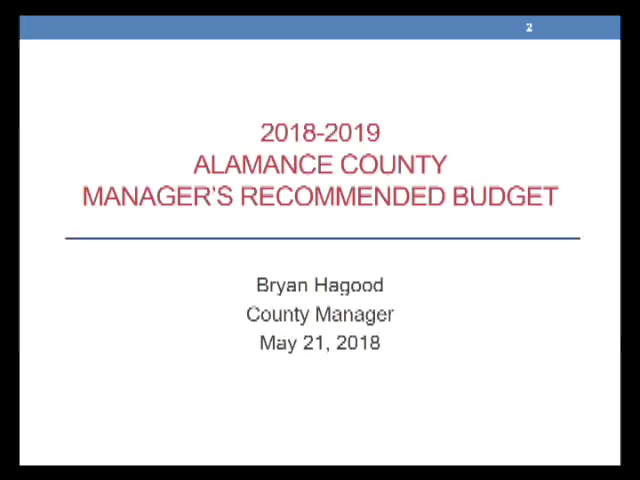 2
2018-2019
ALAMANCE COUNTY
MANAGER'S RECOMMENDED BUDGET
Bryan Hagood
County Manager
May 21, 2018